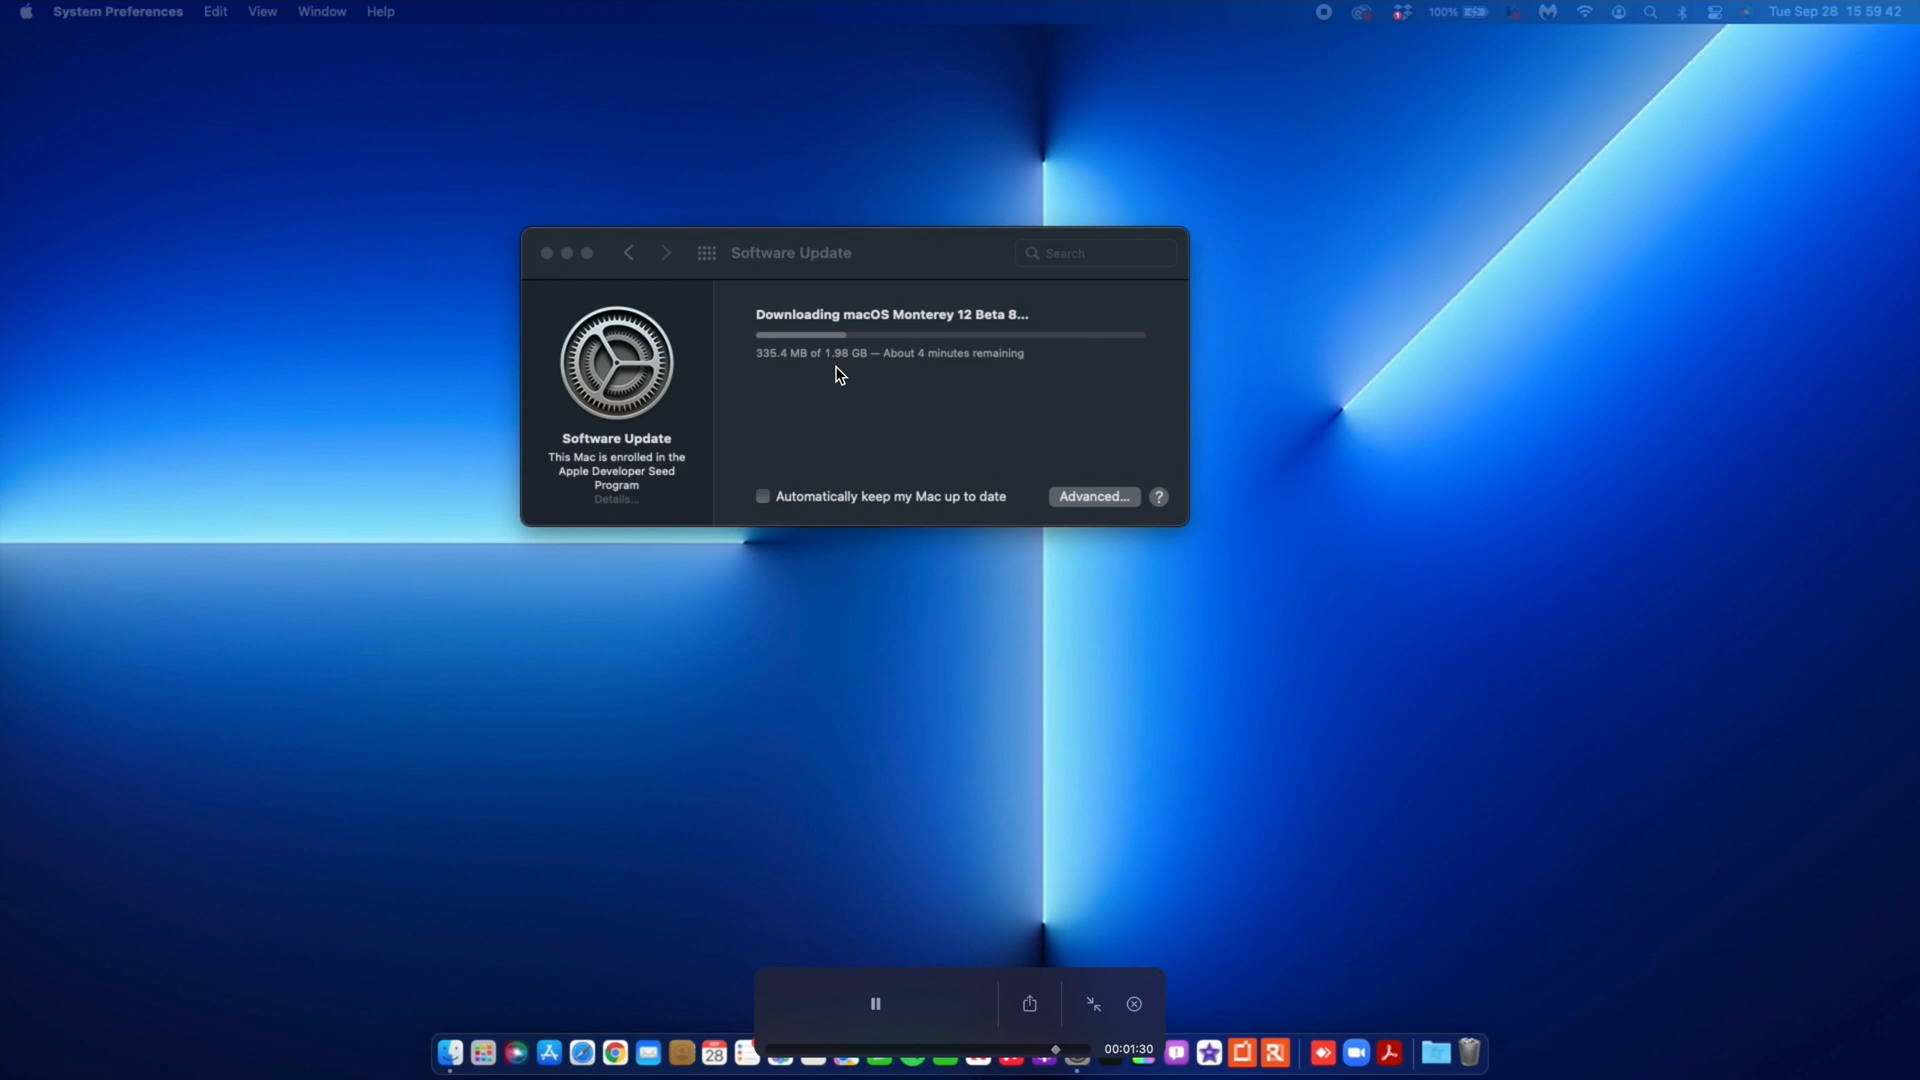 System Preferences Edit View Window Help
1 100% Tue Sep 28 15 59 42
Software Update Search
Downloading macOS Monterey 12 Beta 8...
335.4 MB of 1.98 GB — About 4 minutes remaining
Software Update
This Mac is enrolled in the
Apple Developer Seed
Program
Details...
Automatically keep my Mac up to date Advanced... ?
28
00:01:30